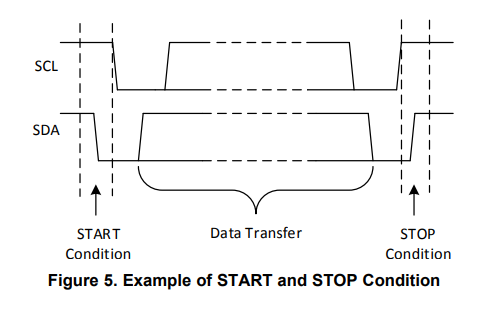 SCL
SDA
START
Condition
Data Transfer
STOP
Condition
Figure 5. Example of START and STOP Condition